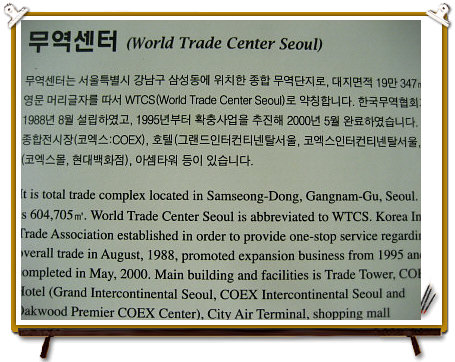 무역센터 (World Trade Center Seoul)
무역센터는 서울특별시 강남구 삼성동에 위치한 종합 무역단지로, 대지면적 19만 347㎡
영문 머리글자를 따서 WTCS(World Trade Center Seoul)로 약칭합니다. 한국무역협회
1988년 8월 설립하였고, 1995년부터 확충사업을 추진해 2000년 5월 완료하였습니다.
종합전시장(코엑스:COEX), 호텔(그랜드인터컨티넨탈서울, 코엑스인터컨티넨탈서울,
(코엑스몰, 현대백화점), 아셈타워 등이 있습니다.
It is total trade complex located in Samseong-Dong, Gangnam-Gu, Seoul.
is 604,705㎡. World Trade Center Seoul is abbreviated to WTCS. Korea In
Trade Association established in order to provide one-stop service regardin
overall trade in August, 1988, promoted expansion business from 1995 and
completed in May, 2000. Main building and facilities is Trade Tower, COE
Hotel (Grand Intercontinental Seoul, COEX Intercontinental Seoul and
Oakwood Premier COEX Center), City Air Terminal, shopping mall